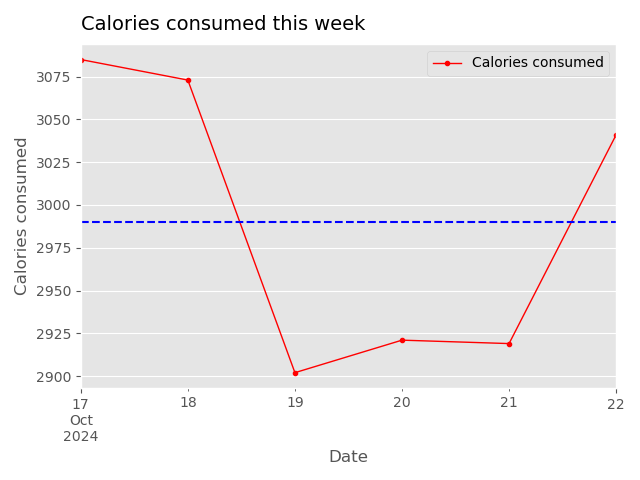 Calories consumed this week
Calories consumed
3075
3050
3025
3000
2975
2950
2925
2900
Calories consumed
17 18 19 20 21 22
Oct
2024
Date